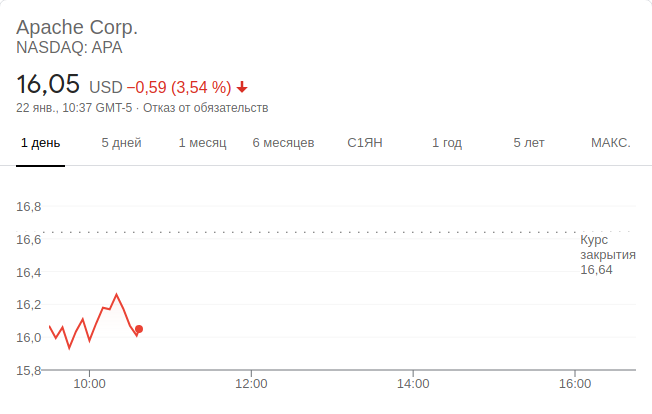 Apache Corp.
NASDAQ: APA
16,05 USD −0,59 (3,54 %)
22 янв., 10:37 GMT-5 · Отказ от обязательств
1 день 5 дней 1 месяц 6 месяцев С1ЯН 1 год 5 лет МАКС.
16,8
16,6
16,4
16,2
16,0
15,8
Курс
закрытия
16,64
10:00 12:00 14:00 16:00